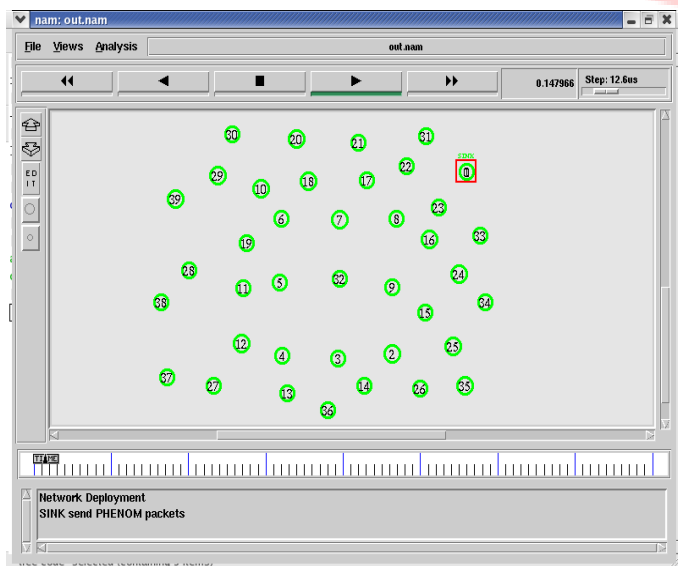 nam: out.nam
File Views Analysis out.nam
0.147966 Step: 12.6us
ED
IT
30 20 21 31
SINK
22 0
29 10 18 17
39 23
6 7 8
19 16 33
28 24
11 5 32 9
38 34
15
12 25
4 3 2
37 27 13 14 26 35
36
TIME
Network Deployment
SINK send PHENOM packets